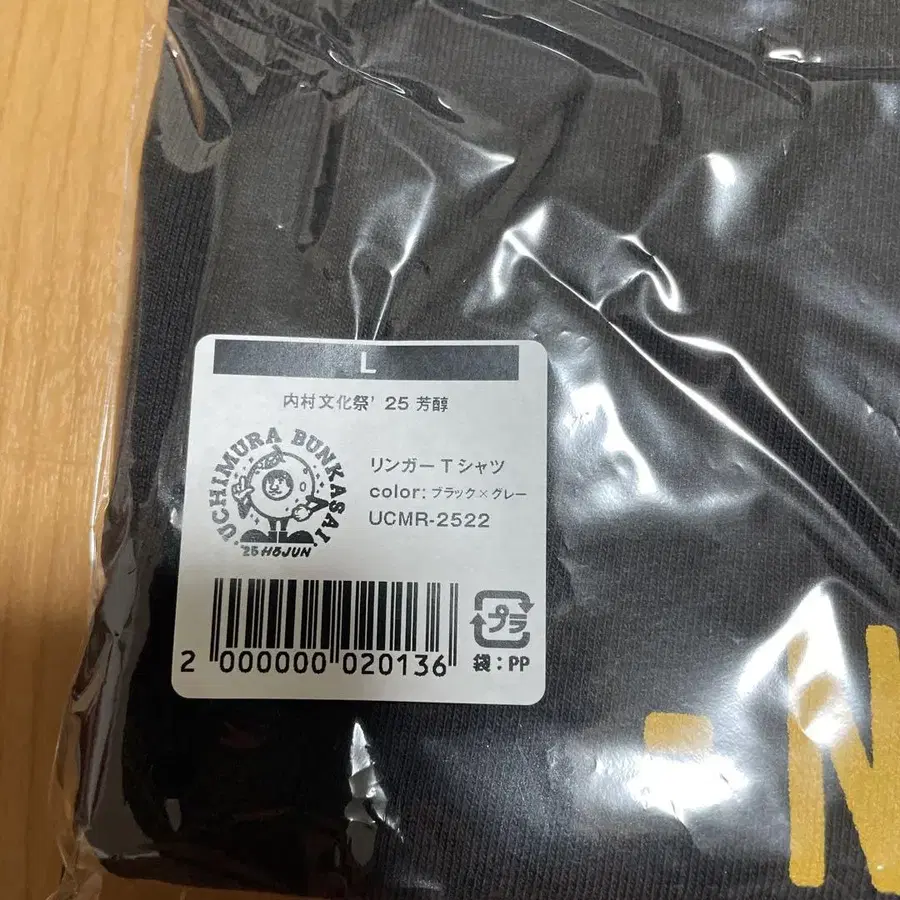 L
内村文化祭' 25 芳醇
UCHIMURA BUNKASAI
'25 HŌJUN
リンガー Tシャツ
color: ブラック×グレー
UCMR-2522
2 000000 020136
プラ
袋:PP
-N